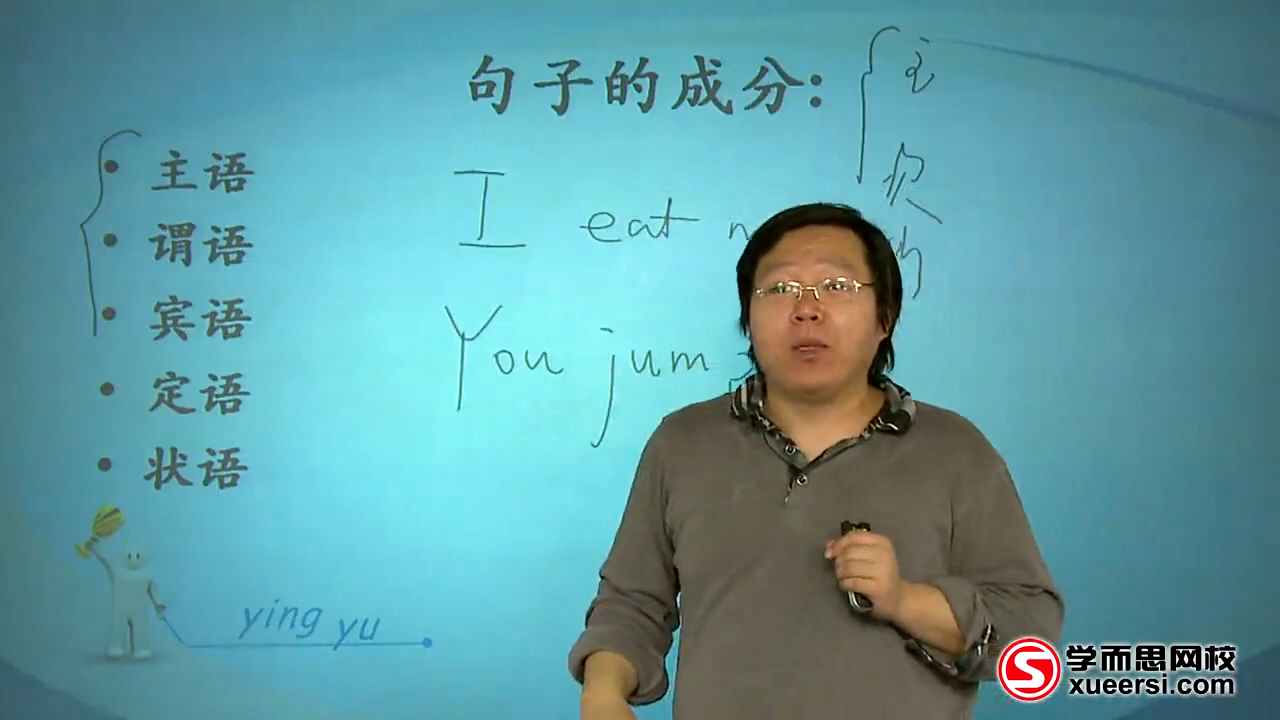 句子的成分:
主
主语
谓语
宾语
定语
状语
I eat
You jum
ying yu
学而思网校
xueersi.com